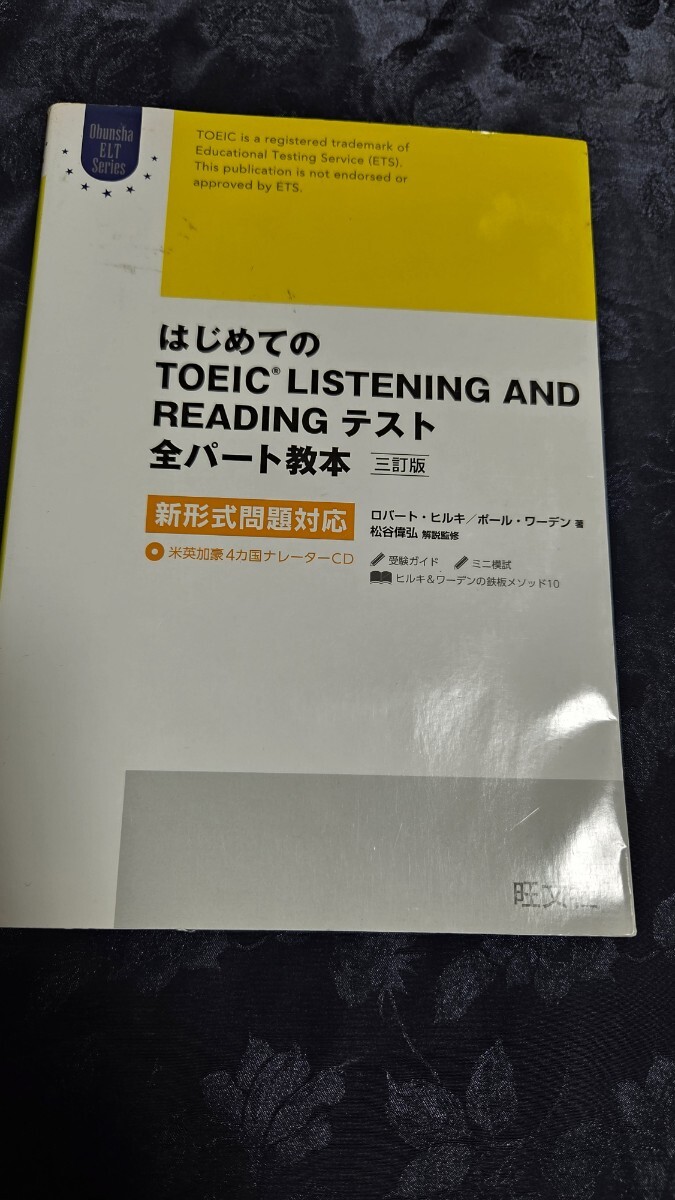 Obunsha
ELT
Series
TOEIC is a registered trademark of
Educational Testing Service (ETS).
This publication is not endorsed or
approved by ETS.
はじめての
TOEIC® LISTENING AND
READING テスト
全パート教本 三訂版
新形式問題対応
米英加豪4カ国ナレーターCD
ロバート・ヒルキ／ポール・ワーデン 著
松谷偉弘 解説監修
受験ガイド ミニ模試
ヒルキ&ワーデンの鉄板メソッド10
旺文社